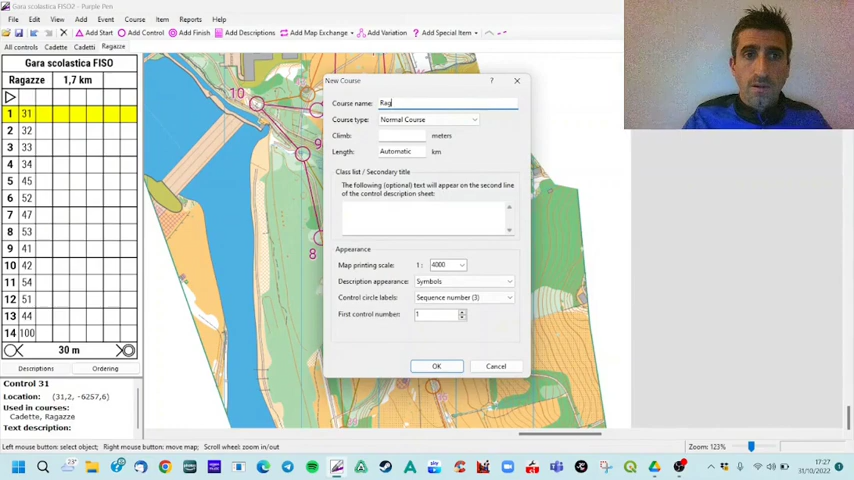 Gara scolastica FISO2 - Purple Pen
File Edit View Add Event Course Item Reports Help
Add Start Add Control Add Finish Add Descriptions Add Map Exchange Add Variation Add Special Item
All controls Cadette Cadetti Ragazze
Gara scolastica FISO
Ragazze 1,7 km
1 31
2 32
3 33
4 34
5 45
6 52
7 47
8 53
9 41
10 42
11 54
12 51
13 44
14 100
30 m
Descriptions Ordering
Control 31
Location: (31,2, -6257,6)
Used in courses:
Cadette, Ragazze
Text description:
10
9
8
New Course
Course name: Rag
Course type: Normal Course
Climb: meters
Length: Automatic km
Class list / Secondary title
The following (optional) text will appear on the second line
of the control description sheet:
Appearance
Map printing scale: 1 : 4000
Description appearance: Symbols
Control circle labels: Sequence number (3)
First control number: 1
OK Cancel
Left mouse button: select object; Right mouse button: move map; Scroll wheel: zoom in/out
Zoom: 123%
23°
17:27
31/10/2022